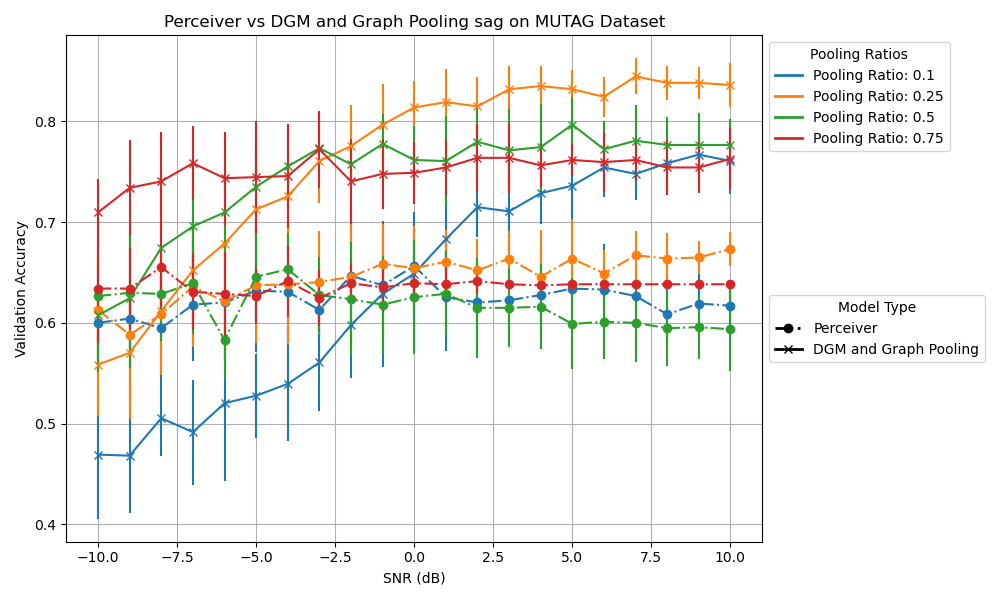 Perceiver vs DGM and Graph Pooling sag on MUTAG Dataset
Validation Accuracy
0.8
0.7
0.6
0.5
0.4
−10.0 −7.5 −5.0 −2.5 0.0 2.5 5.0 7.5 10.0
SNR (dB)
Pooling Ratios
Pooling Ratio: 0.1
Pooling Ratio: 0.25
Pooling Ratio: 0.5
Pooling Ratio: 0.75
Model Type
Perceiver
DGM and Graph Pooling